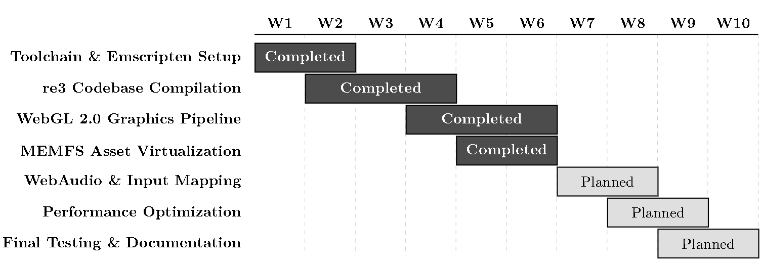 W1 W2 W3 W4 W5 W6 W7 W8 W9 W10
Toolchain & Emscripten Setup Completed
re3 Codebase Compilation Completed
WebGL 2.0 Graphics Pipeline Completed
MEMFS Asset Virtualization Completed
WebAudio & Input Mapping Planned
Performance Optimization Planned
Final Testing & Documentation Planned